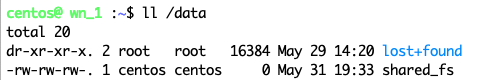 centos@ wn_1 :~$ ll /data
total 20
dr-xr-xr-x. 2 root   root   16384 May 29 14:20 lost+found
-rw-rw-rw-. 1 centos centos     0 May 31 19:33 shared_fs